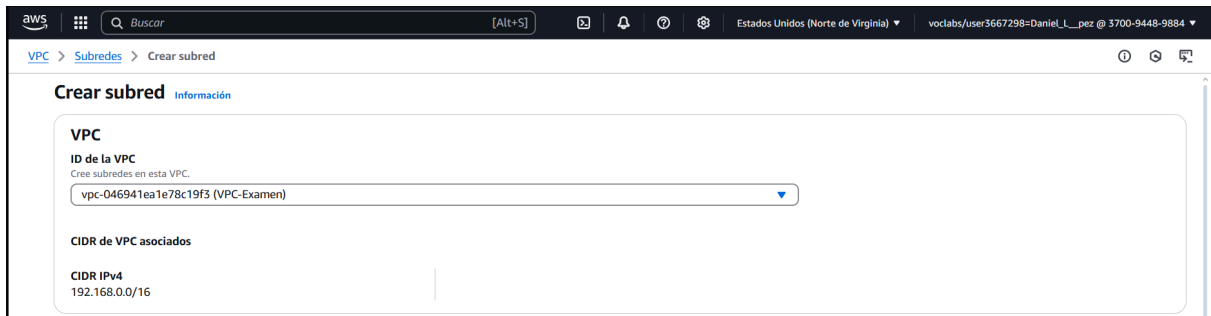 aws
Buscar [Alt+S] Estados Unidos (Norte de Virginia) ▼ voclabs/user3667298=Daniel_L__pez @ 3700-9448-9884 ▼
VPC > Subredes > Crear subred
Crear subred Información
VPC
ID de la VPC
Cree subredes en esta VPC.
vpc-046941ea1e78c19f3 (VPC-Examen)
CIDR de VPC asociados
CIDR IPv4
192.168.0.0/16